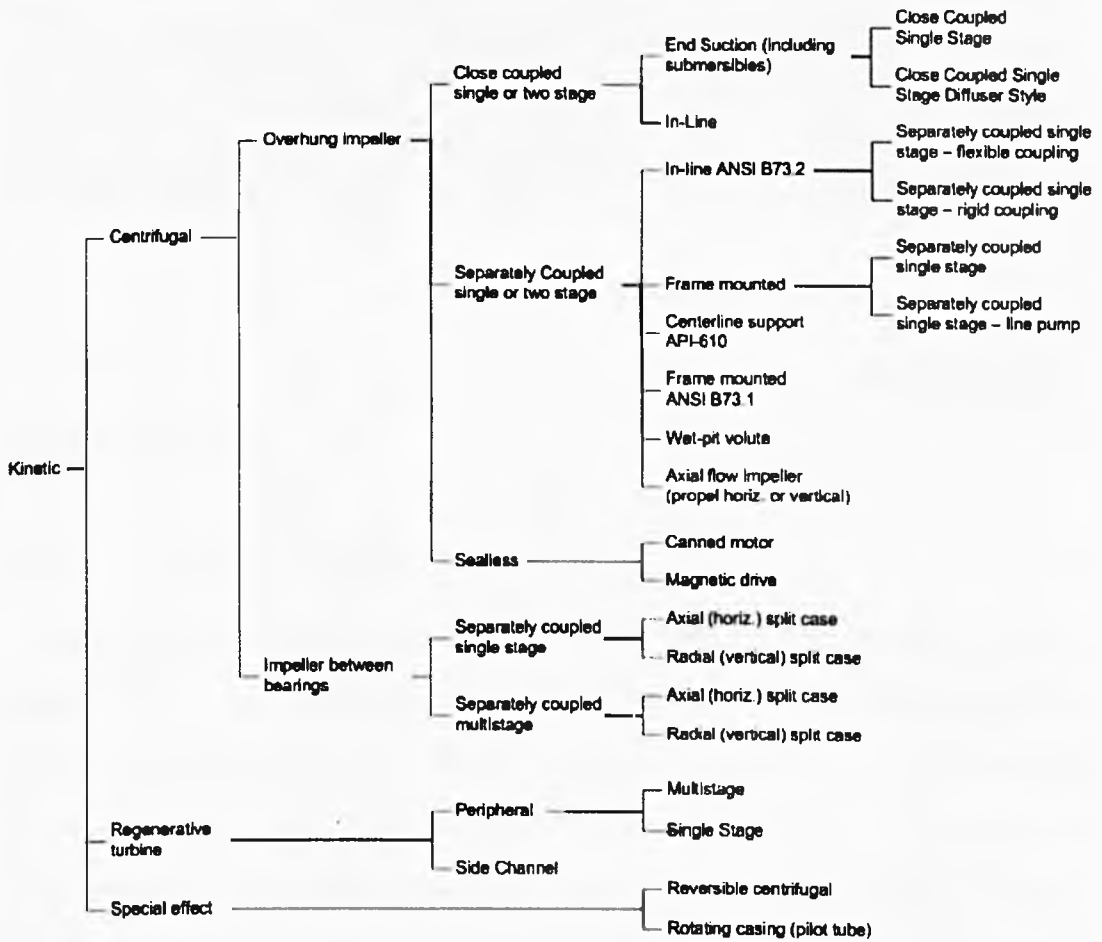 Close Coupled
Single Stage
End Suction (including
submersibles)
Close coupled
single or two stage
Close Coupled Single
Stage Diffuser Style
In-Line
Overhung impeller
Separately coupled single
stage – flexible coupling
In-line ANSI B73.2
Separately coupled single
stage – rigid coupling
Centrifugal
Separately coupled
single stage
Separately Coupled
single or two stage
Frame mounted
Separately coupled
single stage – line pump
Centerline support
API-610
Frame mounted
ANSI B73.1
Wet-pit volute
Kinetic
Axial flow Impeller
(propel horiz. or vertical)
Canned motor
Sealless
Magnetic drive
Axial (horiz.) split case
Separately coupled
single stage
Radial (vertical) split case
Impeller between
bearings
Axial (horiz.) split case
Separately coupled
multistage
Radial (vertical) split case
Multistage
Peripheral
Regenerative
turbine
Single Stage
Side Channel
Reversible centrifugal
Special effect
Rotating casing (pilot tube)